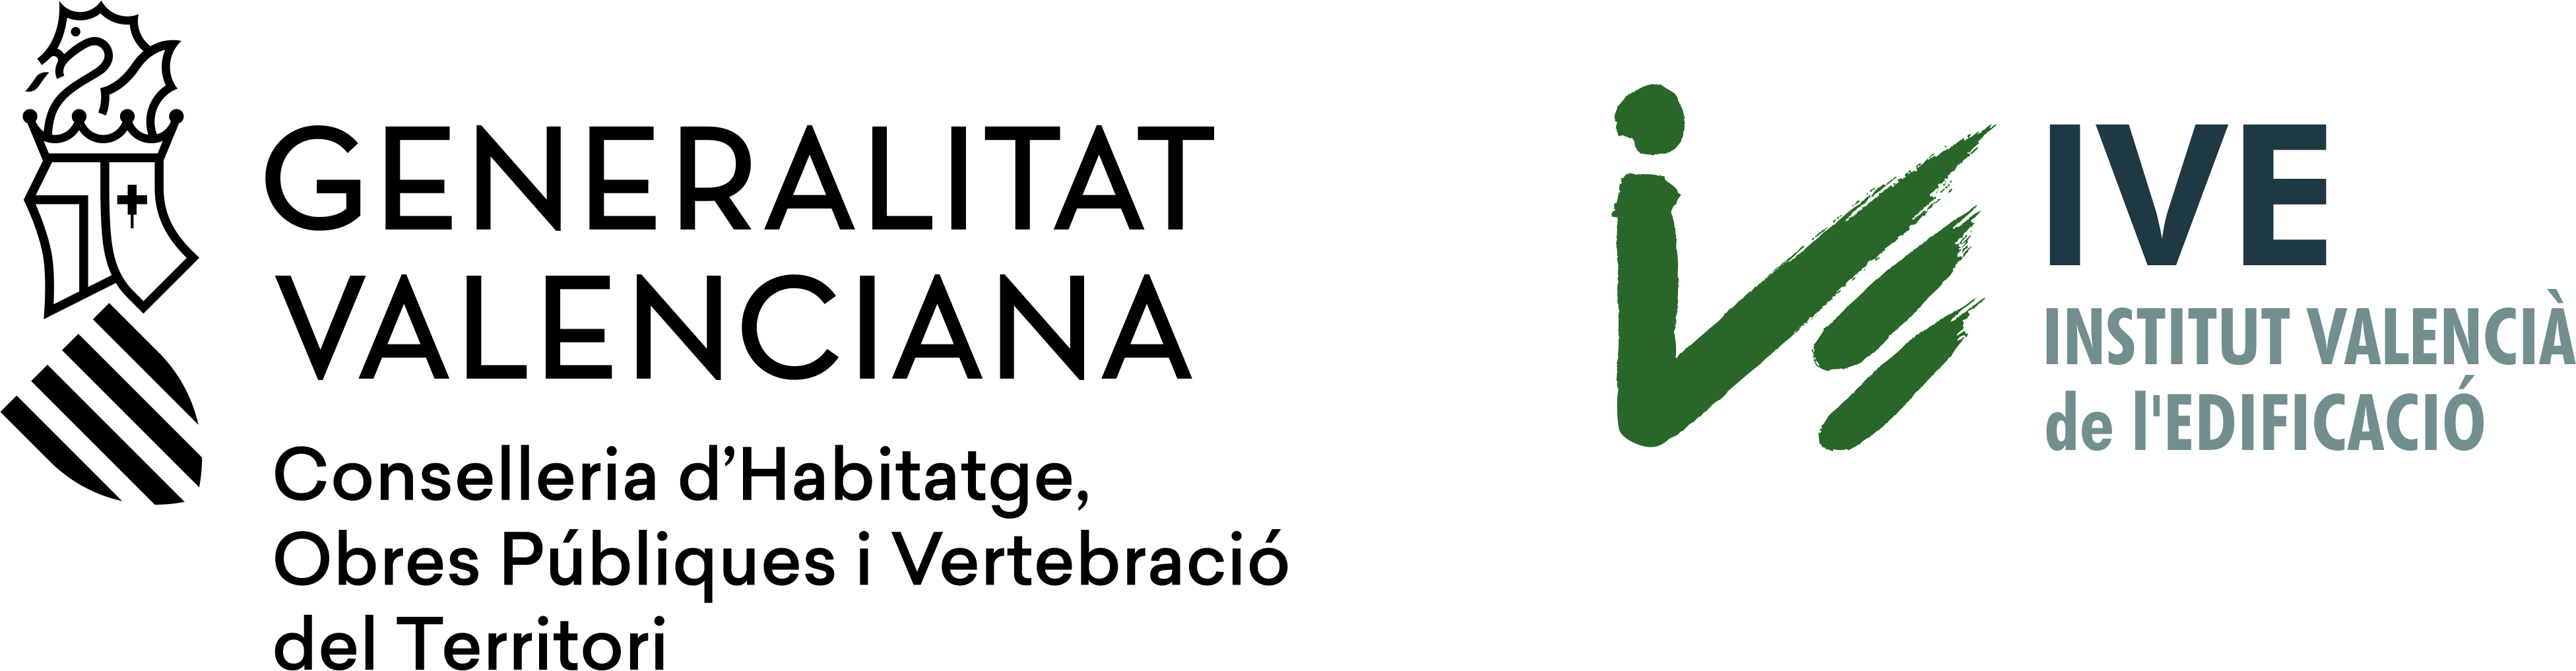 GENERALITAT
VALENCIANA
Conselleria d’Habitatge,
Obres Públiques i Vertebració
del Territori
IVE
INSTITUT VALENCIÀ
de l'EDIFICACIÓ